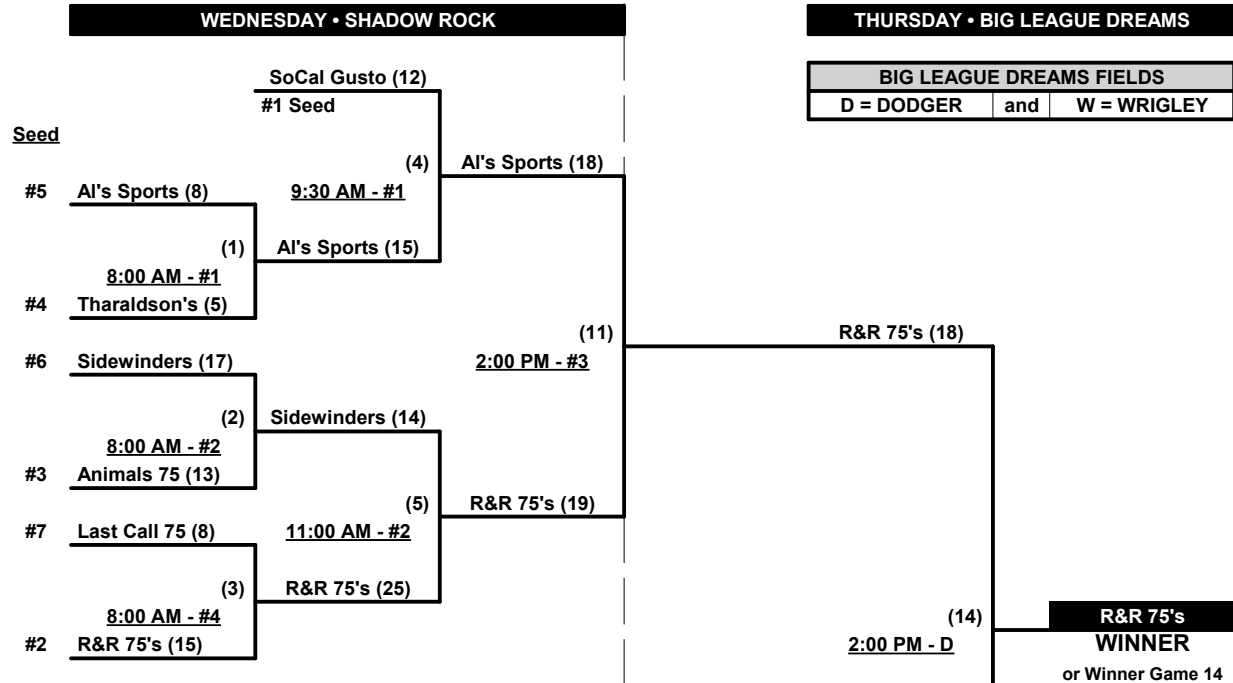 WEDNESDAY • SHADOW ROCK
THURSDAY • BIG LEAGUE DREAMS
SoCal Gusto (12)
#1 Seed
BIG LEAGUE DREAMS FIELDS
D = DODGER and W = WRIGLEY
Seed
(4)
Al's Sports (18)
#5 Al's Sports (8)
9:30 AM - #1
(1)
Al's Sports (15)
8:00 AM - #1
#4 Tharaldson's (5)
(11)
R&R 75's (18)
#6 Sidewinders (17)
2:00 PM - #3
(2)
Sidewinders (14)
8:00 AM - #2
#3 Animals 75 (13)
(5)
R&R 75's (19)
#7 Last Call 75 (8)
11:00 AM - #2
(3)
R&R 75's (25)
8:00 AM - #4
(14)
R&R 75's
#2 R&R 75's (15)
2:00 PM - D
WINNER
or Winner Game 14